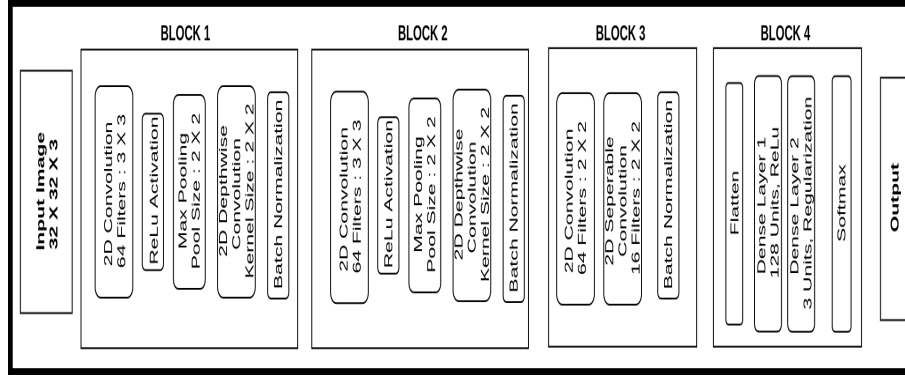 BLOCK 1
BLOCK 2
BLOCK 3
BLOCK 4
Input Image
32 X 32 X 3
2D Convolution
64 Filters : 3 X 3
ReLu Activation
Max Pooling
Pool Size : 2 X 2
2D Depthwise
Convolution
Kernel Size : 2 X 2
Batch Normalization
2D Convolution
64 Filters : 3 X 3
ReLu Activation
Max Pooling
Pool Size : 2 X 2
2D Depthwise
Convolution
Kernel Size : 2 X 2
Batch Normalization
2D Convolution
64 Filters : 2 X 2
2D Seperable
Convolution
16 Filters : 2 X 2
Batch Normalization
Flatten
Dense Layer 1
128 Units, ReLu
Dense Layer 2
3 Units, Regularization
Softmax
Output